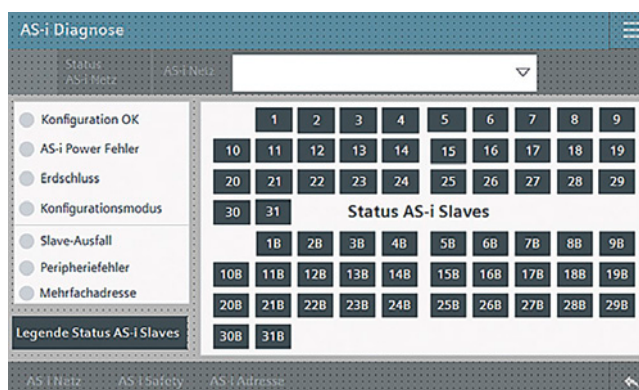 AS-i Diagnose
Status
AS-i Netz
AS-i Netz
Konfiguration OK
AS-i Power Fehler
Erdschluss
Konfigurationsmodus
Slave-Ausfall
Peripheriefehler
Mehrfachadresse
Legende Status AS-i Slaves
1 2 3 4 5 6 7 8 9
10 11 12 13 14 15 16 17 18 19
20 21 22 23 24 25 26 27 28 29
30 31 Status AS-i Slaves
1B 2B 3B 4B 5B 6B 7B 8B 9B
10B 11B 12B 13B 14B 15B 16B 17B 18B 19B
20B 21B 22B 23B 24B 25B 26B 27B 28B 29B
30B 31B
AS-i Netz AS-i Safety AS-i Adresse